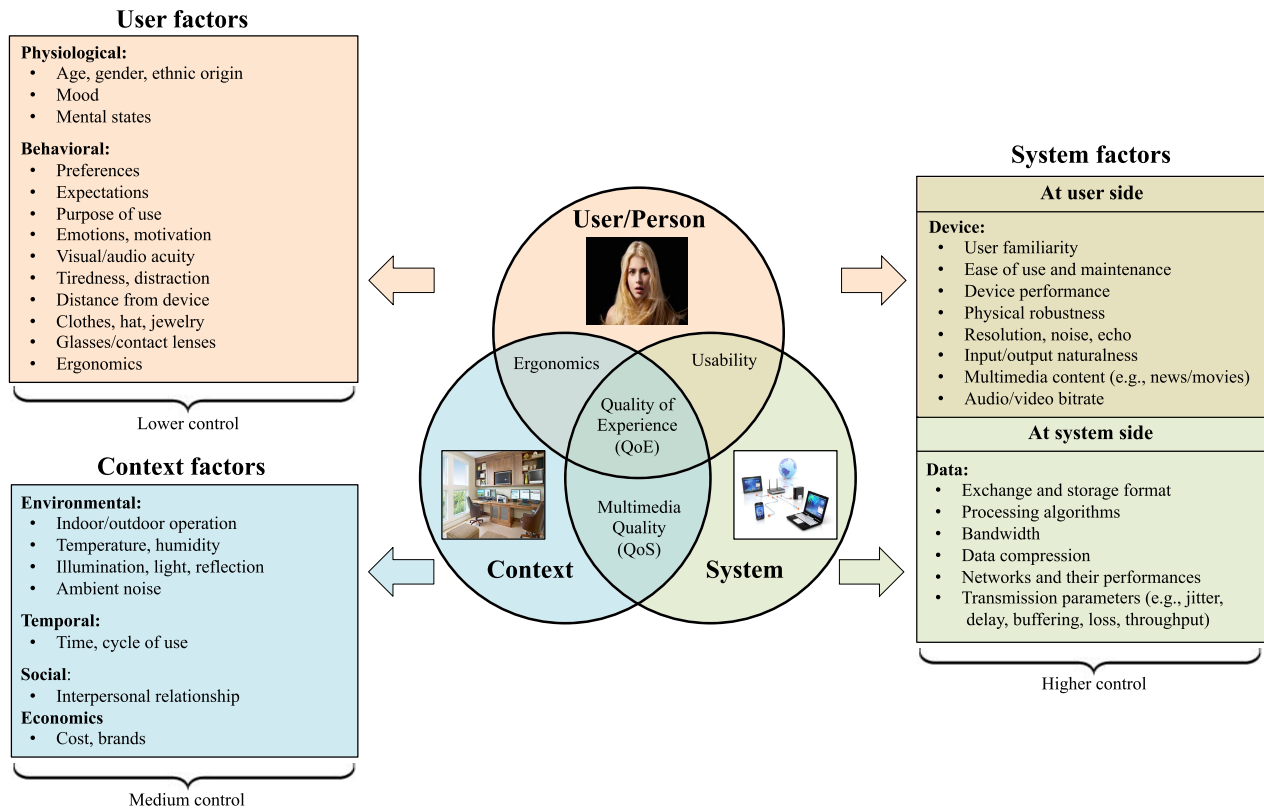 User factors
Physiological:
• Age, gender, ethnic origin
• Mood
• Mental states
Behavioral:
• Preferences
• Expectations
• Purpose of use
• Emotions, motivation
• Visual/audio acuity
• Tiredness, distraction
• Distance from device
• Clothes, hat, jewelry
• Glasses/contact lenses
• Ergonomics
Lower control
Context factors
Environmental:
• Indoor/outdoor operation
• Temperature, humidity
• Illumination, light, reflection
• Ambient noise
Temporal:
• Time, cycle of use
Social:
• Interpersonal relationship
Economics
• Cost, brands
Medium control
User/Person
Ergonomics
Usability
Quality of
Experience
(QoE)
Multimedia
Quality
(QoS)
Context
System
System factors
At user side
Device:
• User familiarity
• Ease of use and maintenance
• Device performance
• Physical robustness
• Resolution, noise, echo
• Input/output naturalness
• Multimedia content (e.g., news/movies)
• Audio/video bitrate
At system side
Data:
• Exchange and storage format
• Processing algorithms
• Bandwidth
• Data compression
• Networks and their performances
• Transmission parameters (e.g., jitter,
delay, buffering, loss, throughput)
Higher control